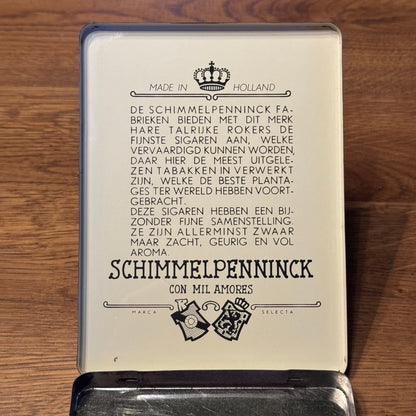 MADE IN HOLLAND
DE SCHIMMELPENNINCK FA-
BRIEKEN BIEDEN MET DIT MERK
HARE TALRIJKE ROKERS DE
FIJNSTE SIGAREN AAN, WELKE
VERVAARDIGD KUNNEN WORDEN,
DAAR HIER DE MEEST UITGELE-
ZEN TABAKKEN IN VERWERKT
ZIJN, WELKE DE BESTE PLANTA-
GES TER WERELD HEBBEN VOORT-
GEBRACHT.
DEZE SIGAREN HEBBEN EEN BIJ-
ZONDER FIJNE SAMENSTELLING.
ZE ZIJN ALLERMINST ZWAAR
MAAR ZACHT, GEURIG EN VOL
AROMA.
SCHIMMELPENNINCK
CON MIL AMORES
MARCA SELECTA